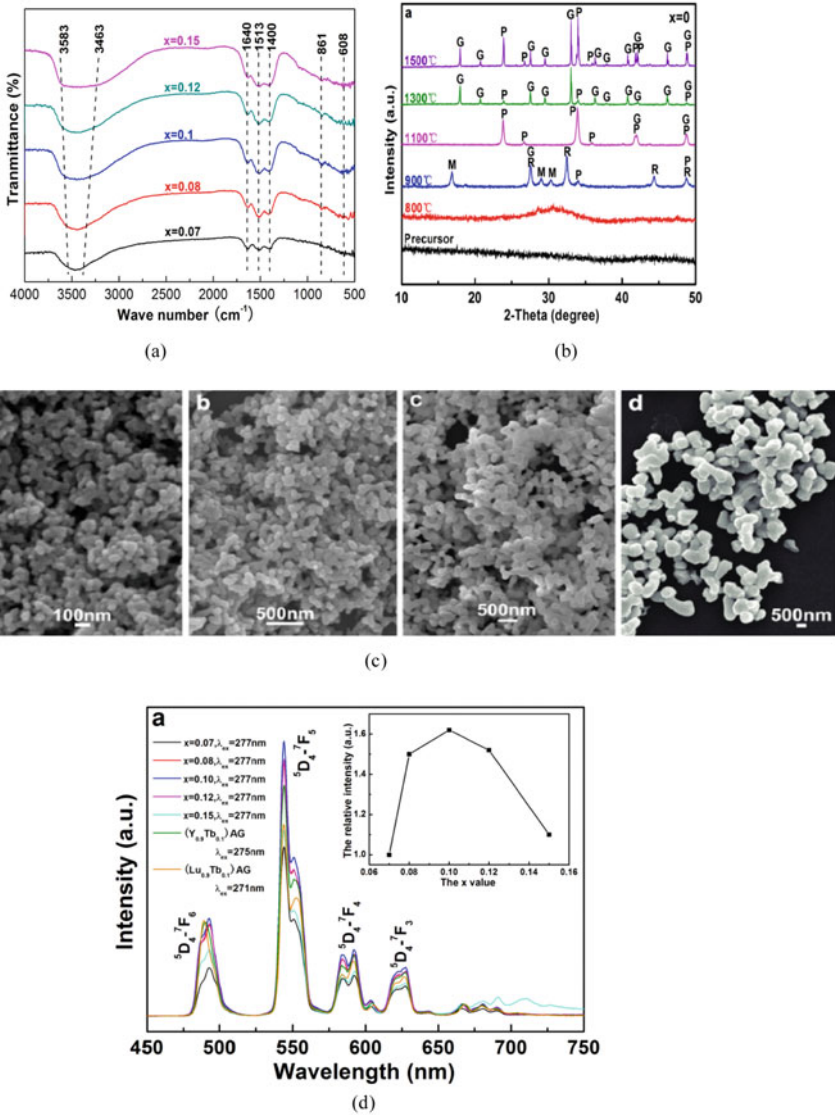 3583
3463
1640
1513
1400
861
608
x=0.15
x=0.12
x=0.1
x=0.08
x=0.07
Tranmittance (%)
4000 3500 3000 2500 2000 1500 1000 500
Wave number (cm⁻¹)
(a)
a
x=0
G G P P G G G P P G G G G P P G G P
1500℃
G G P G G P P G G G G P G G P
1300℃
P P P P G P G P
1100℃
M G R M M R P R P R
900℃
800℃
Precursor
Intensity (a.u.)
10 20 30 40 50
2-Theta (degree)
(b)
100nm
b
500nm
c
500nm
d
500nm
(c)
a
x=0.07,λex=277nm
x=0.08,λex=277nm
x=0.10,λex=277nm
x=0.12,λex=277nm
x=0.15,λex=277nm
(Y0.9Tb0.1)AG
λex=275nm
(Lu0.9Tb0.1)AG
λex=271nm
⁵D₄-⁷F₆
⁵D₄-⁷F₅
⁵D₄-⁷F₄
⁵D₄-⁷F₃
The relative intensity (a.u.)
1.6
1.4
1.2
1.0
0.06 0.08 0.10 0.12 0.14 0.16
The x value
Intensity (a.u.)
450 500 550 600 650 700 750
Wavelength (nm)
(d)